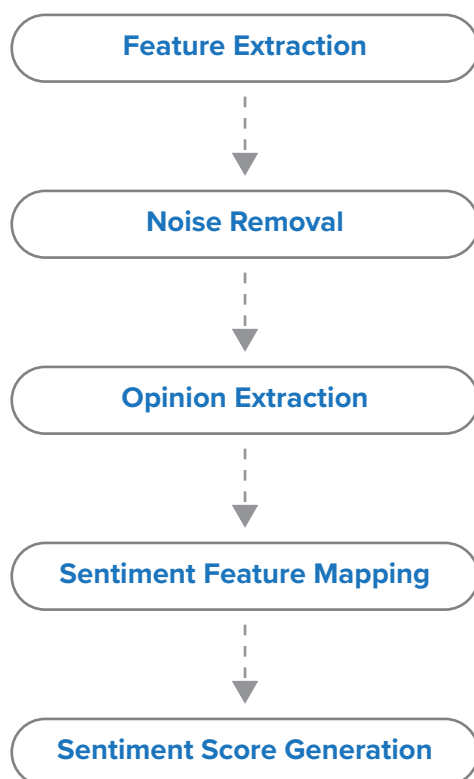 Feature Extraction
Noise Removal
Opinion Extraction
Sentiment Feature Mapping
Sentiment Score Generation